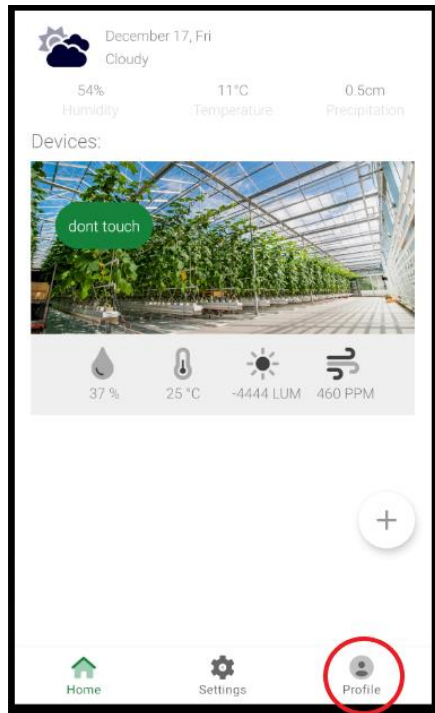 December 17, Fri
Cloudy
54% 11°C 0.5cm
Humidity Temperature Precipitation
Devices:
dont touch
37 % 25 °C -4444 LUM 460 PPM
+
Home Settings Profile